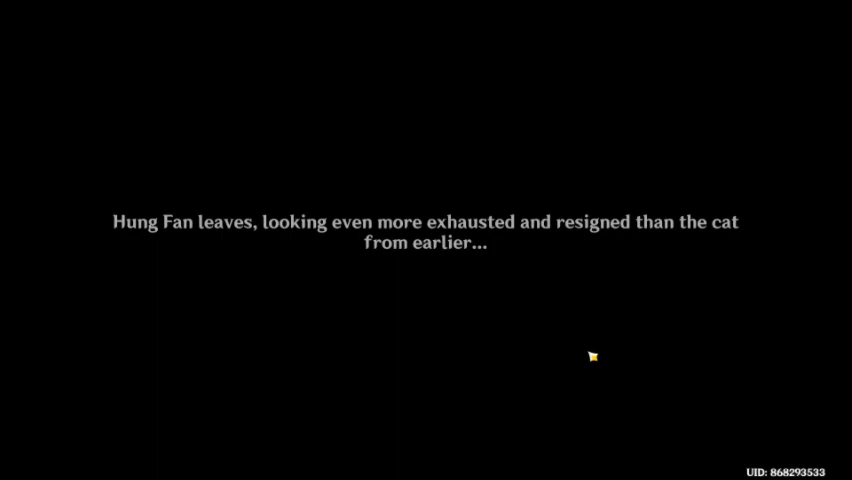 Hung Fan leaves, looking even more exhausted and resigned than the cat
from earlier...
UID: 868293533